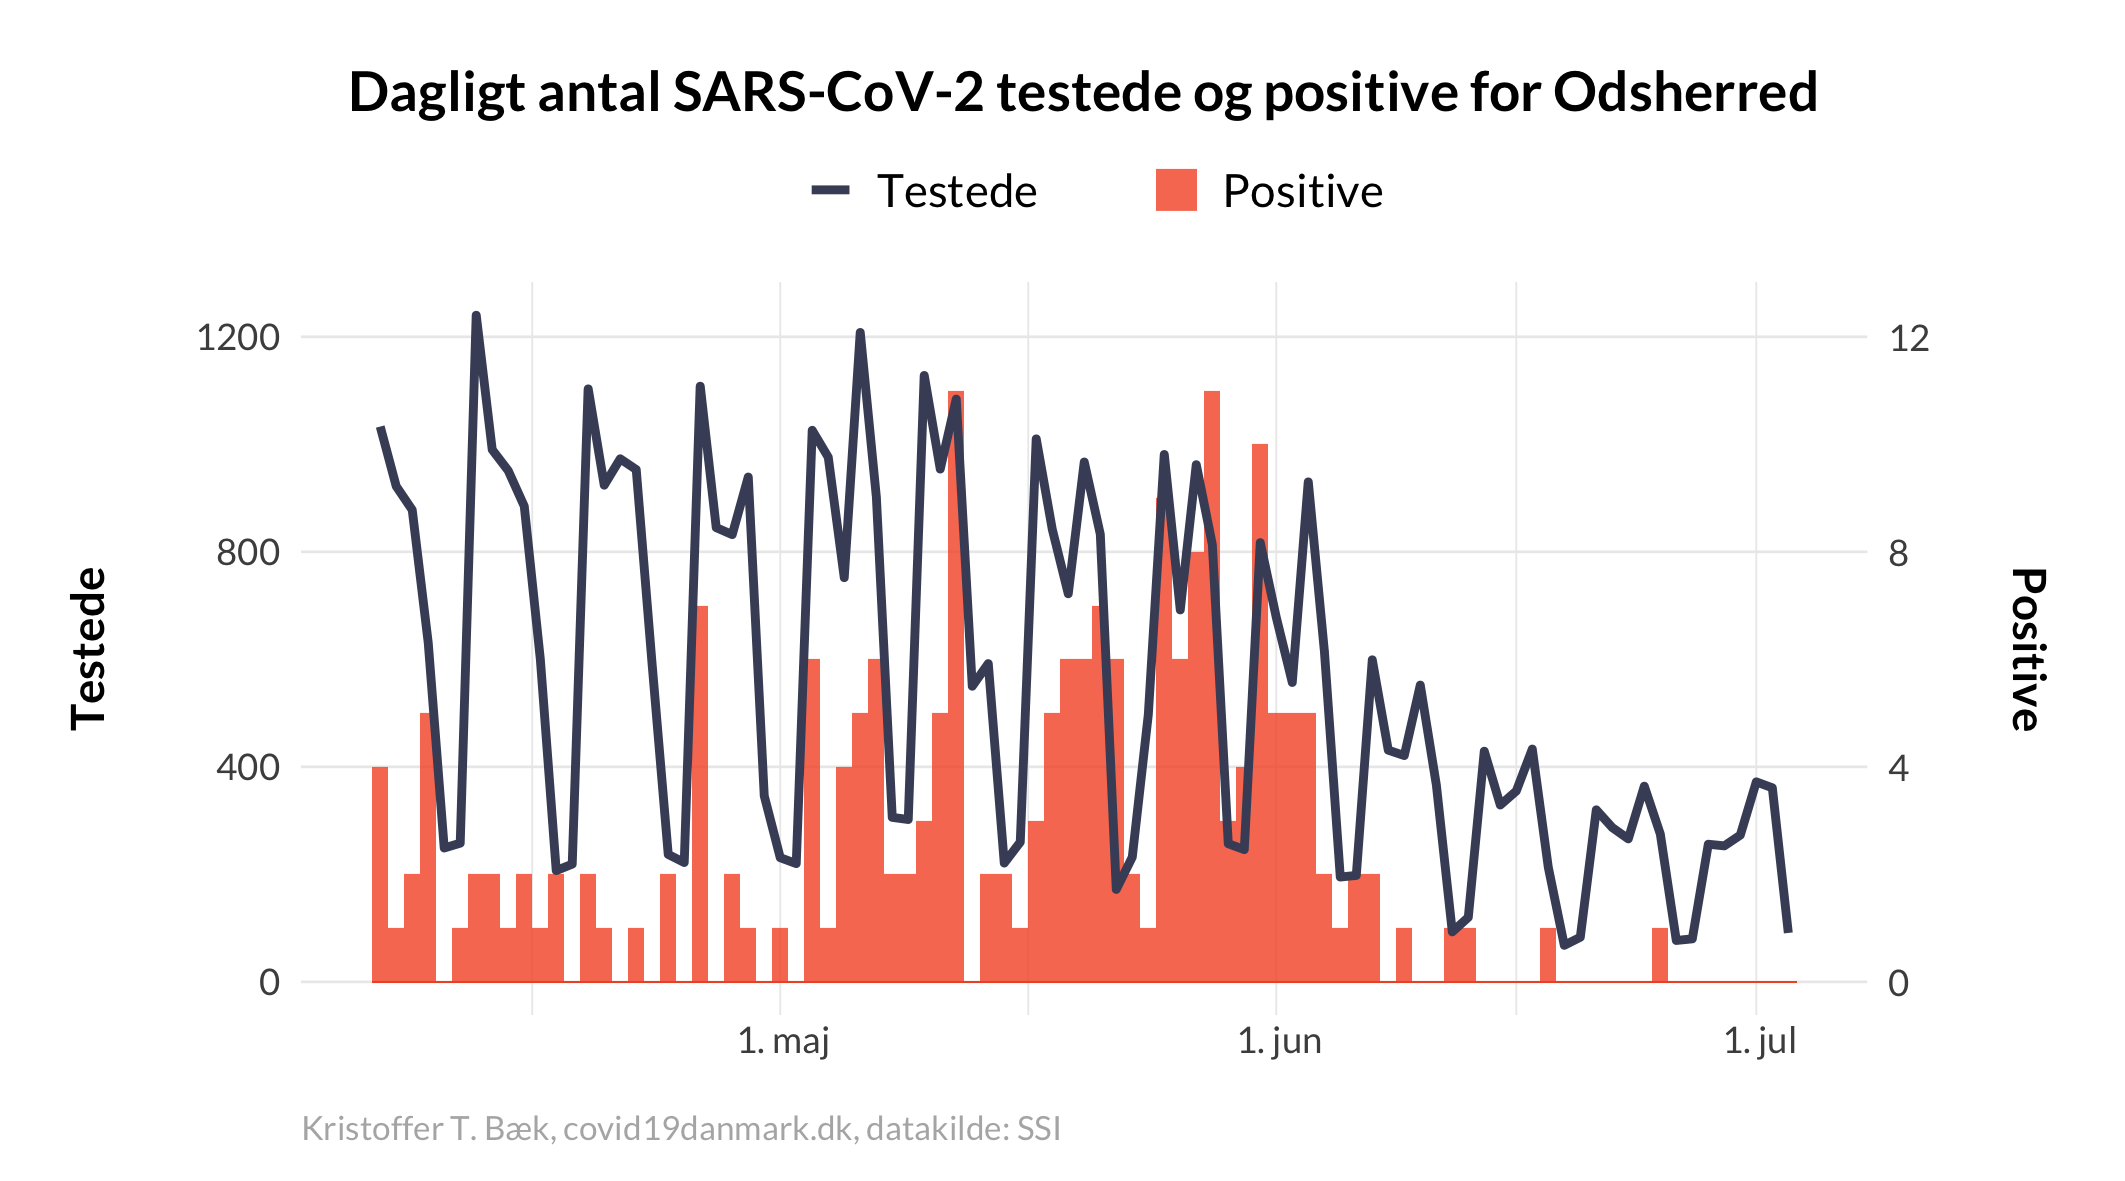 Dagligt antal SARS-CoV-2 testede og positive for Odsherred
Testede
Positive
1200
800
400
0
12
8
4
0
Testede
Positive
1. maj
1. jun
1. jul
Kristoffer T. Bæk, covid19danmark.dk, datakilde: SSI